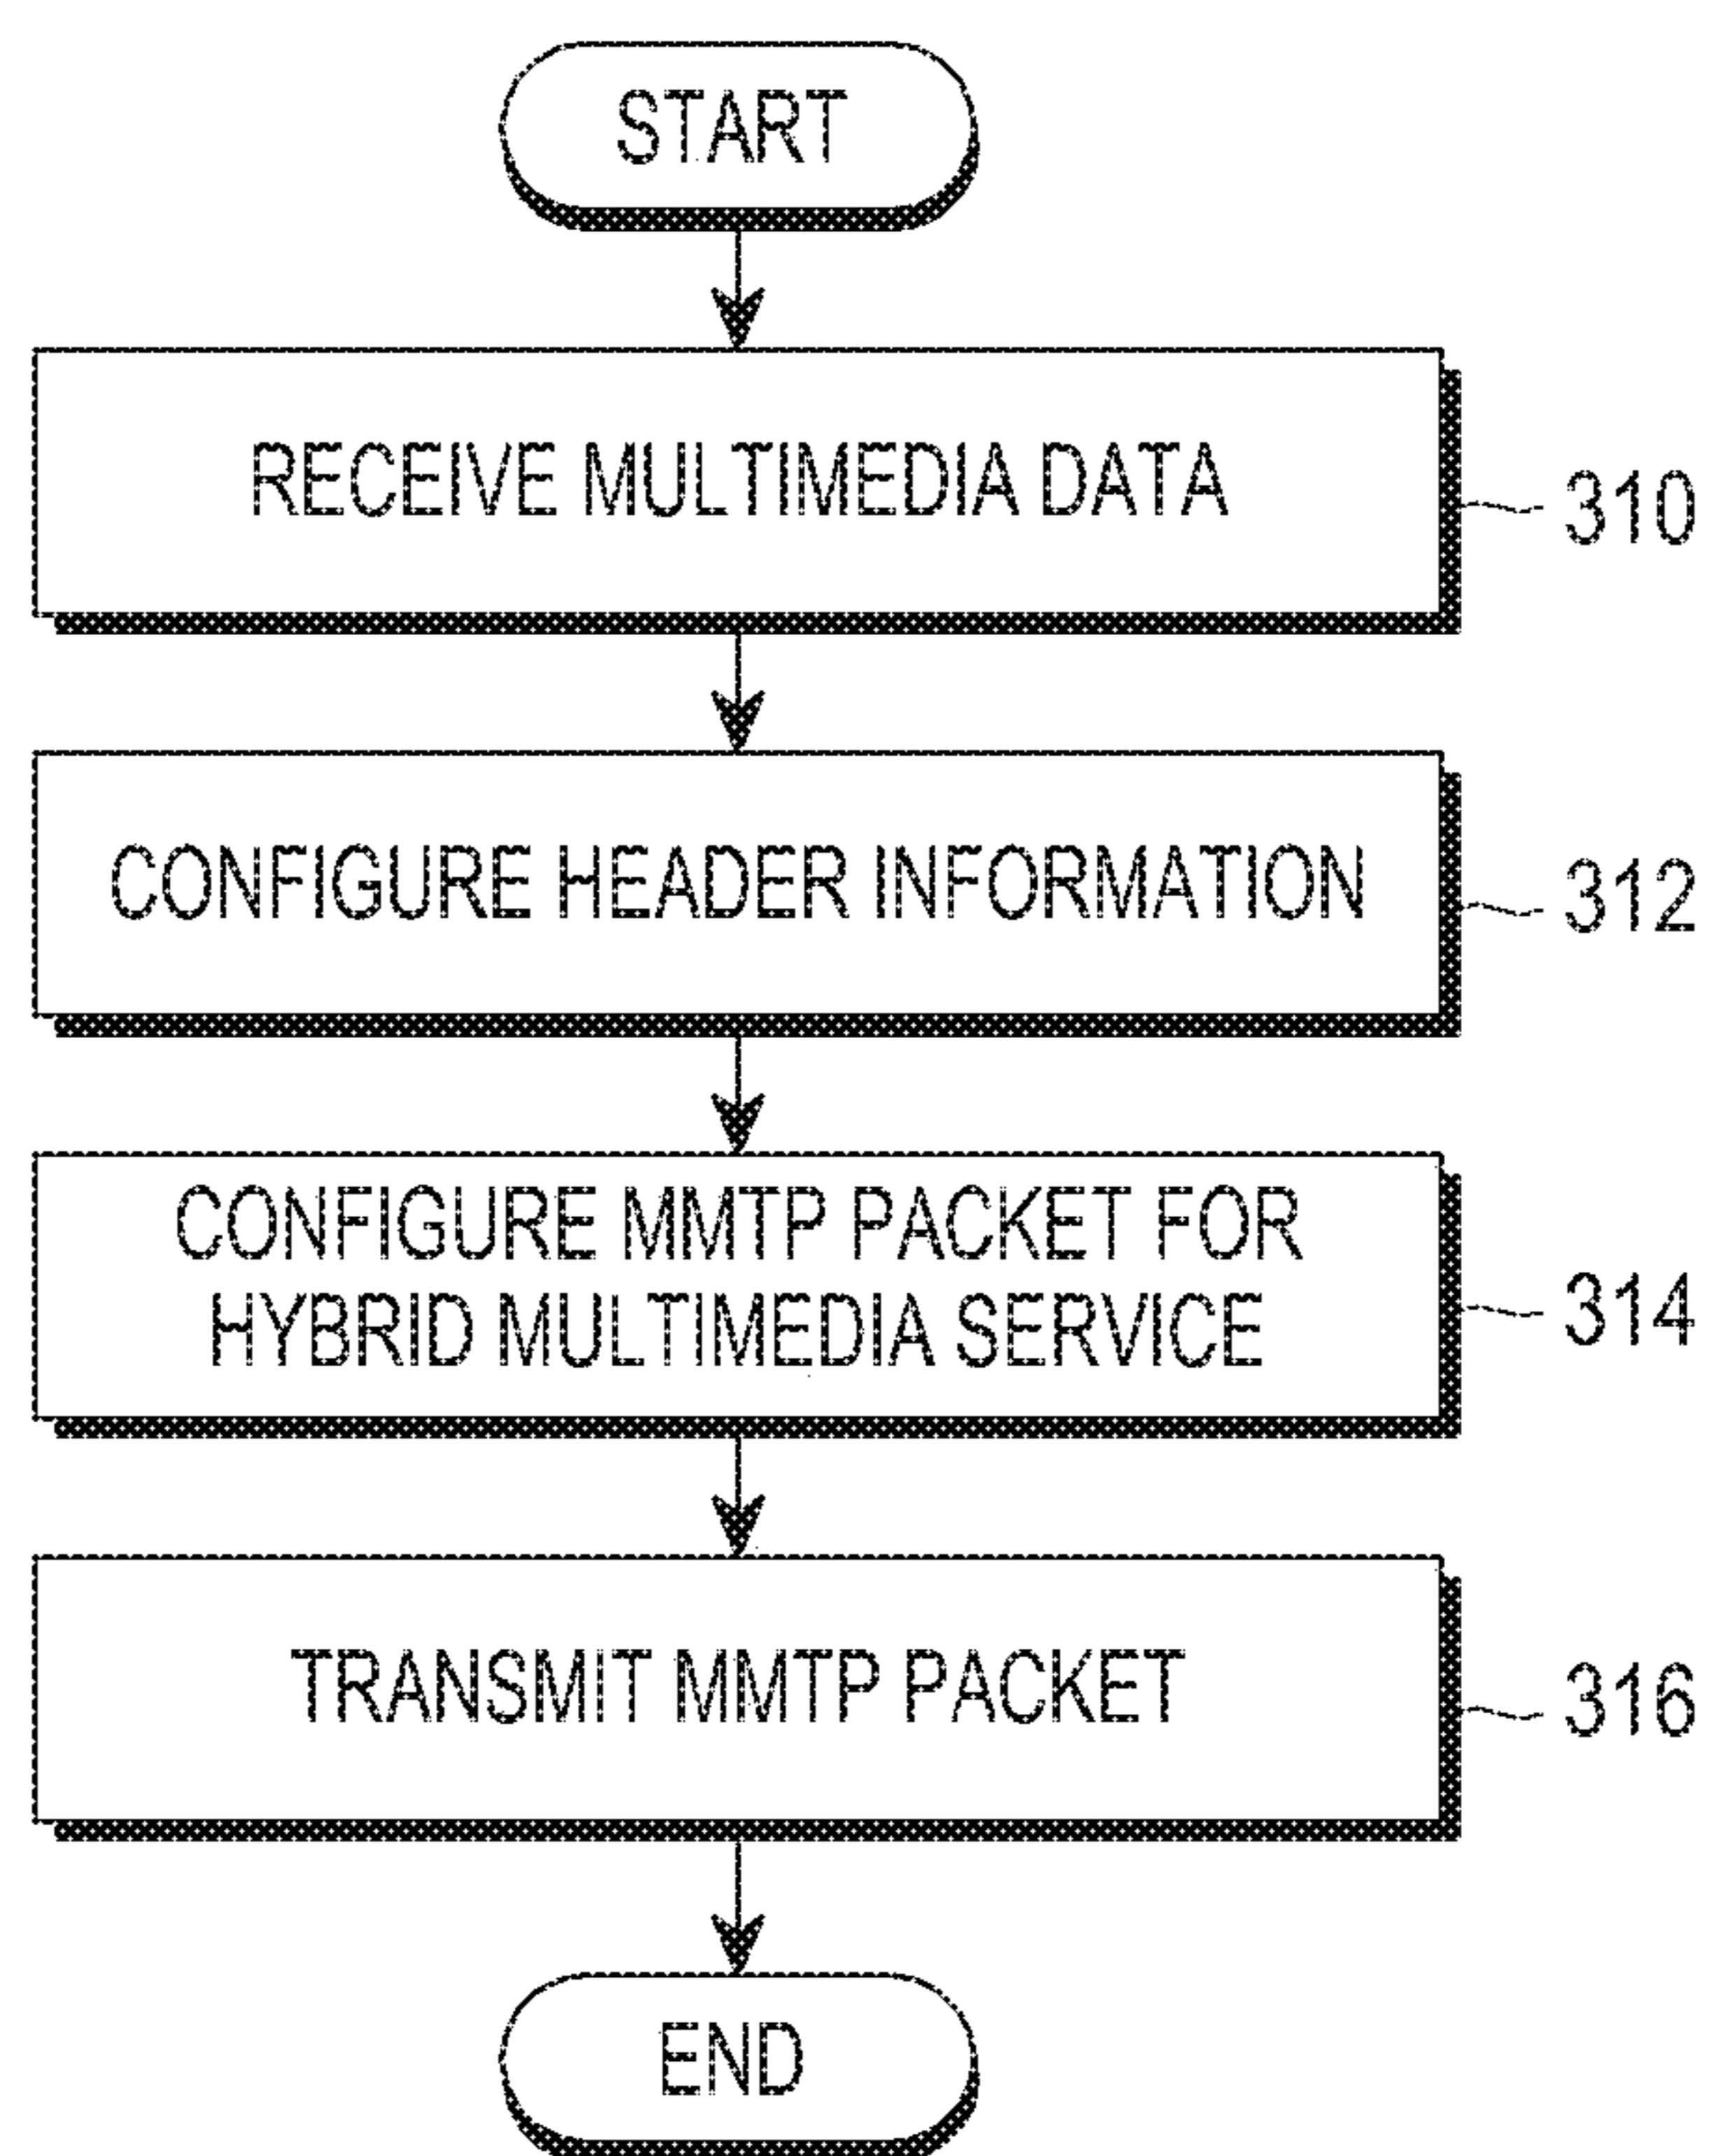 START
RECEIVE MULTIMEDIA DATA
310
CONFIGURE HEADER INFORMATION
312
CONFIGURE MMTP PACKET FOR
HYBRID MULTIMEDIA SERVICE
314
TRANSMIT MMTP PACKET
316
END